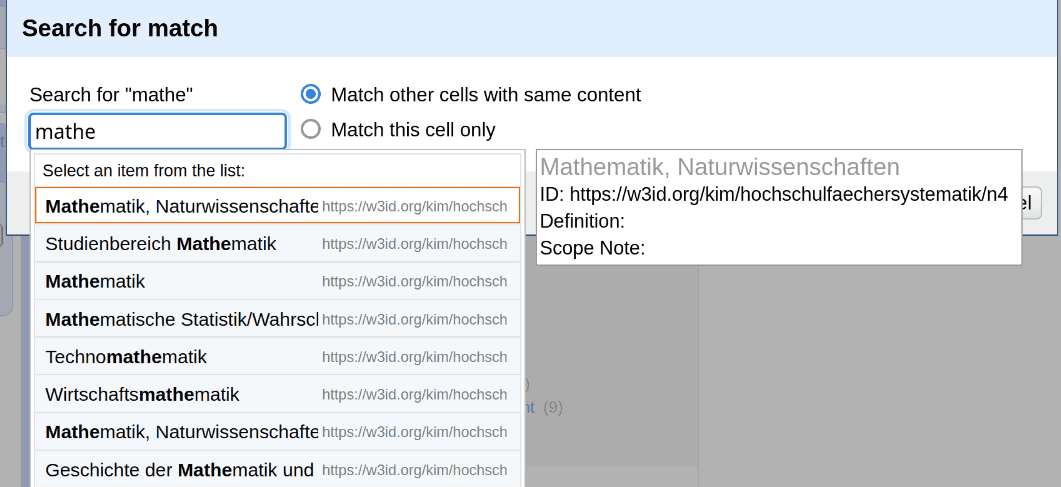 Search for match
Search for "mathe"
Match other cells with same content
mathe
Match this cell only
Select an item from the list:
Mathematik, Naturwissenschafte https://w3id.org/kim/hochsch
Studienbereich Mathematik https://w3id.org/kim/hochsch
Mathematik https://w3id.org/kim/hochsch
Mathematische Statistik/Wahrscl https://w3id.org/kim/hochsch
Technomathematik https://w3id.org/kim/hochsch
Wirtschaftsmathematik https://w3id.org/kim/hochsch
Mathematik, Naturwissenschafte https://w3id.org/kim/hochsch
Geschichte der Mathematik und https://w3id.org/kim/hochsch
Mathematik, Naturwissenschaften
ID: https://w3id.org/kim/hochschulfaechersystematik/n4
Definition:
Scope Note:
el
)
nt (9)